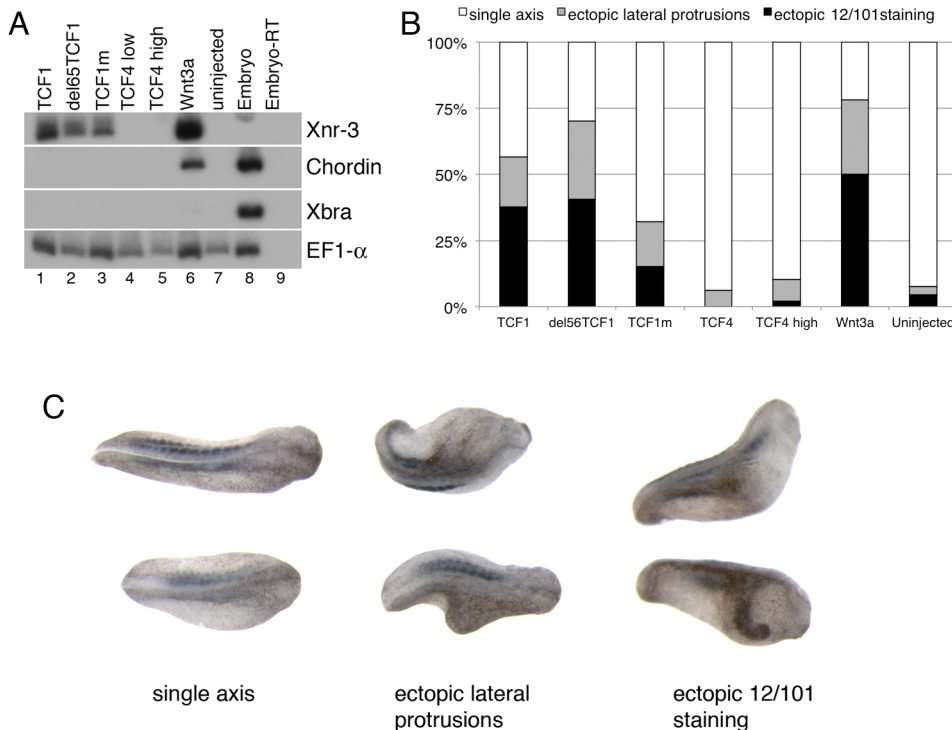 A
TCF1
del65TCF1
TCF1m
TCF4 low
TCF4 high
Wnt3a
uninjected
Embryo
Embryo-RT
Xnr-3
Chordin
Xbra
EF1-α
1 2 3 4 5 6 7 8 9
B
single axis ectopic lateral protrusions ectopic 12/101staining
100%
75%
50%
25%
0%
TCF1 del56TCF1 TCF1m TCF4 TCF4 high Wnt3a Uninjected
C
single axis
ectopic lateral
protrusions
ectopic 12/101
staining